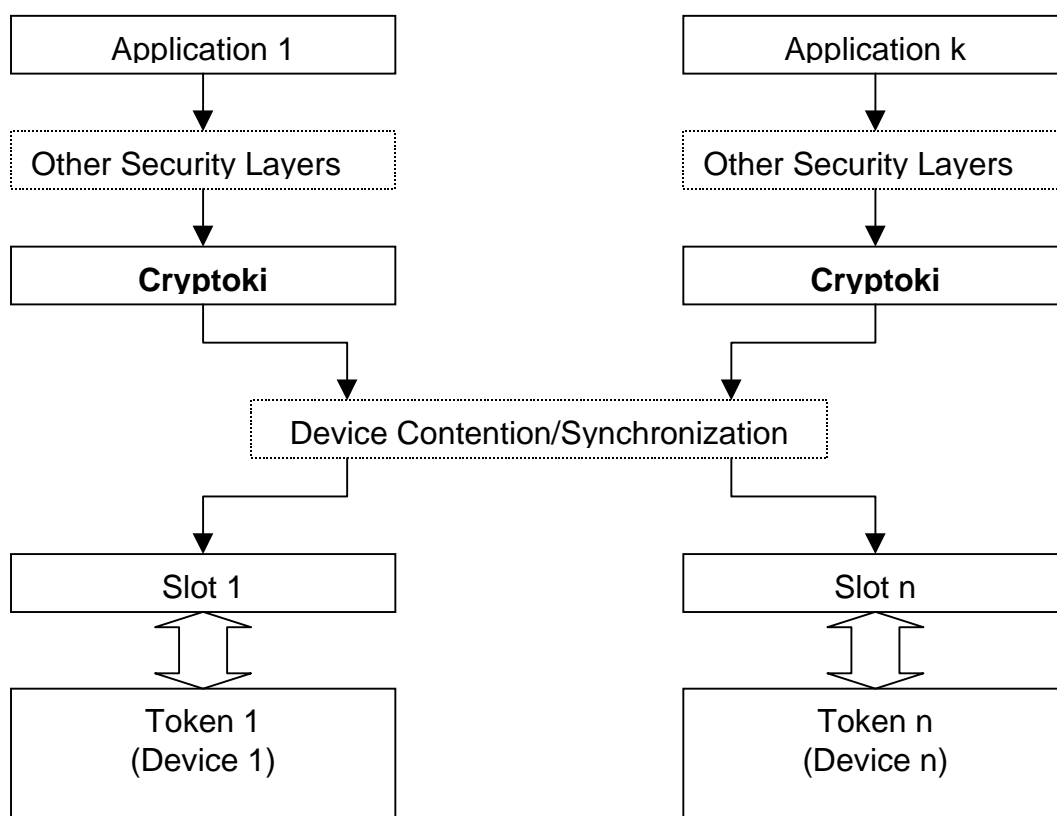 Application 1
Application k
Other Security Layers
Other Security Layers
Cryptoki
Cryptoki
Device Contention/Synchronization
Slot 1
Slot n
Token 1
(Device 1)
Token n
(Device n)